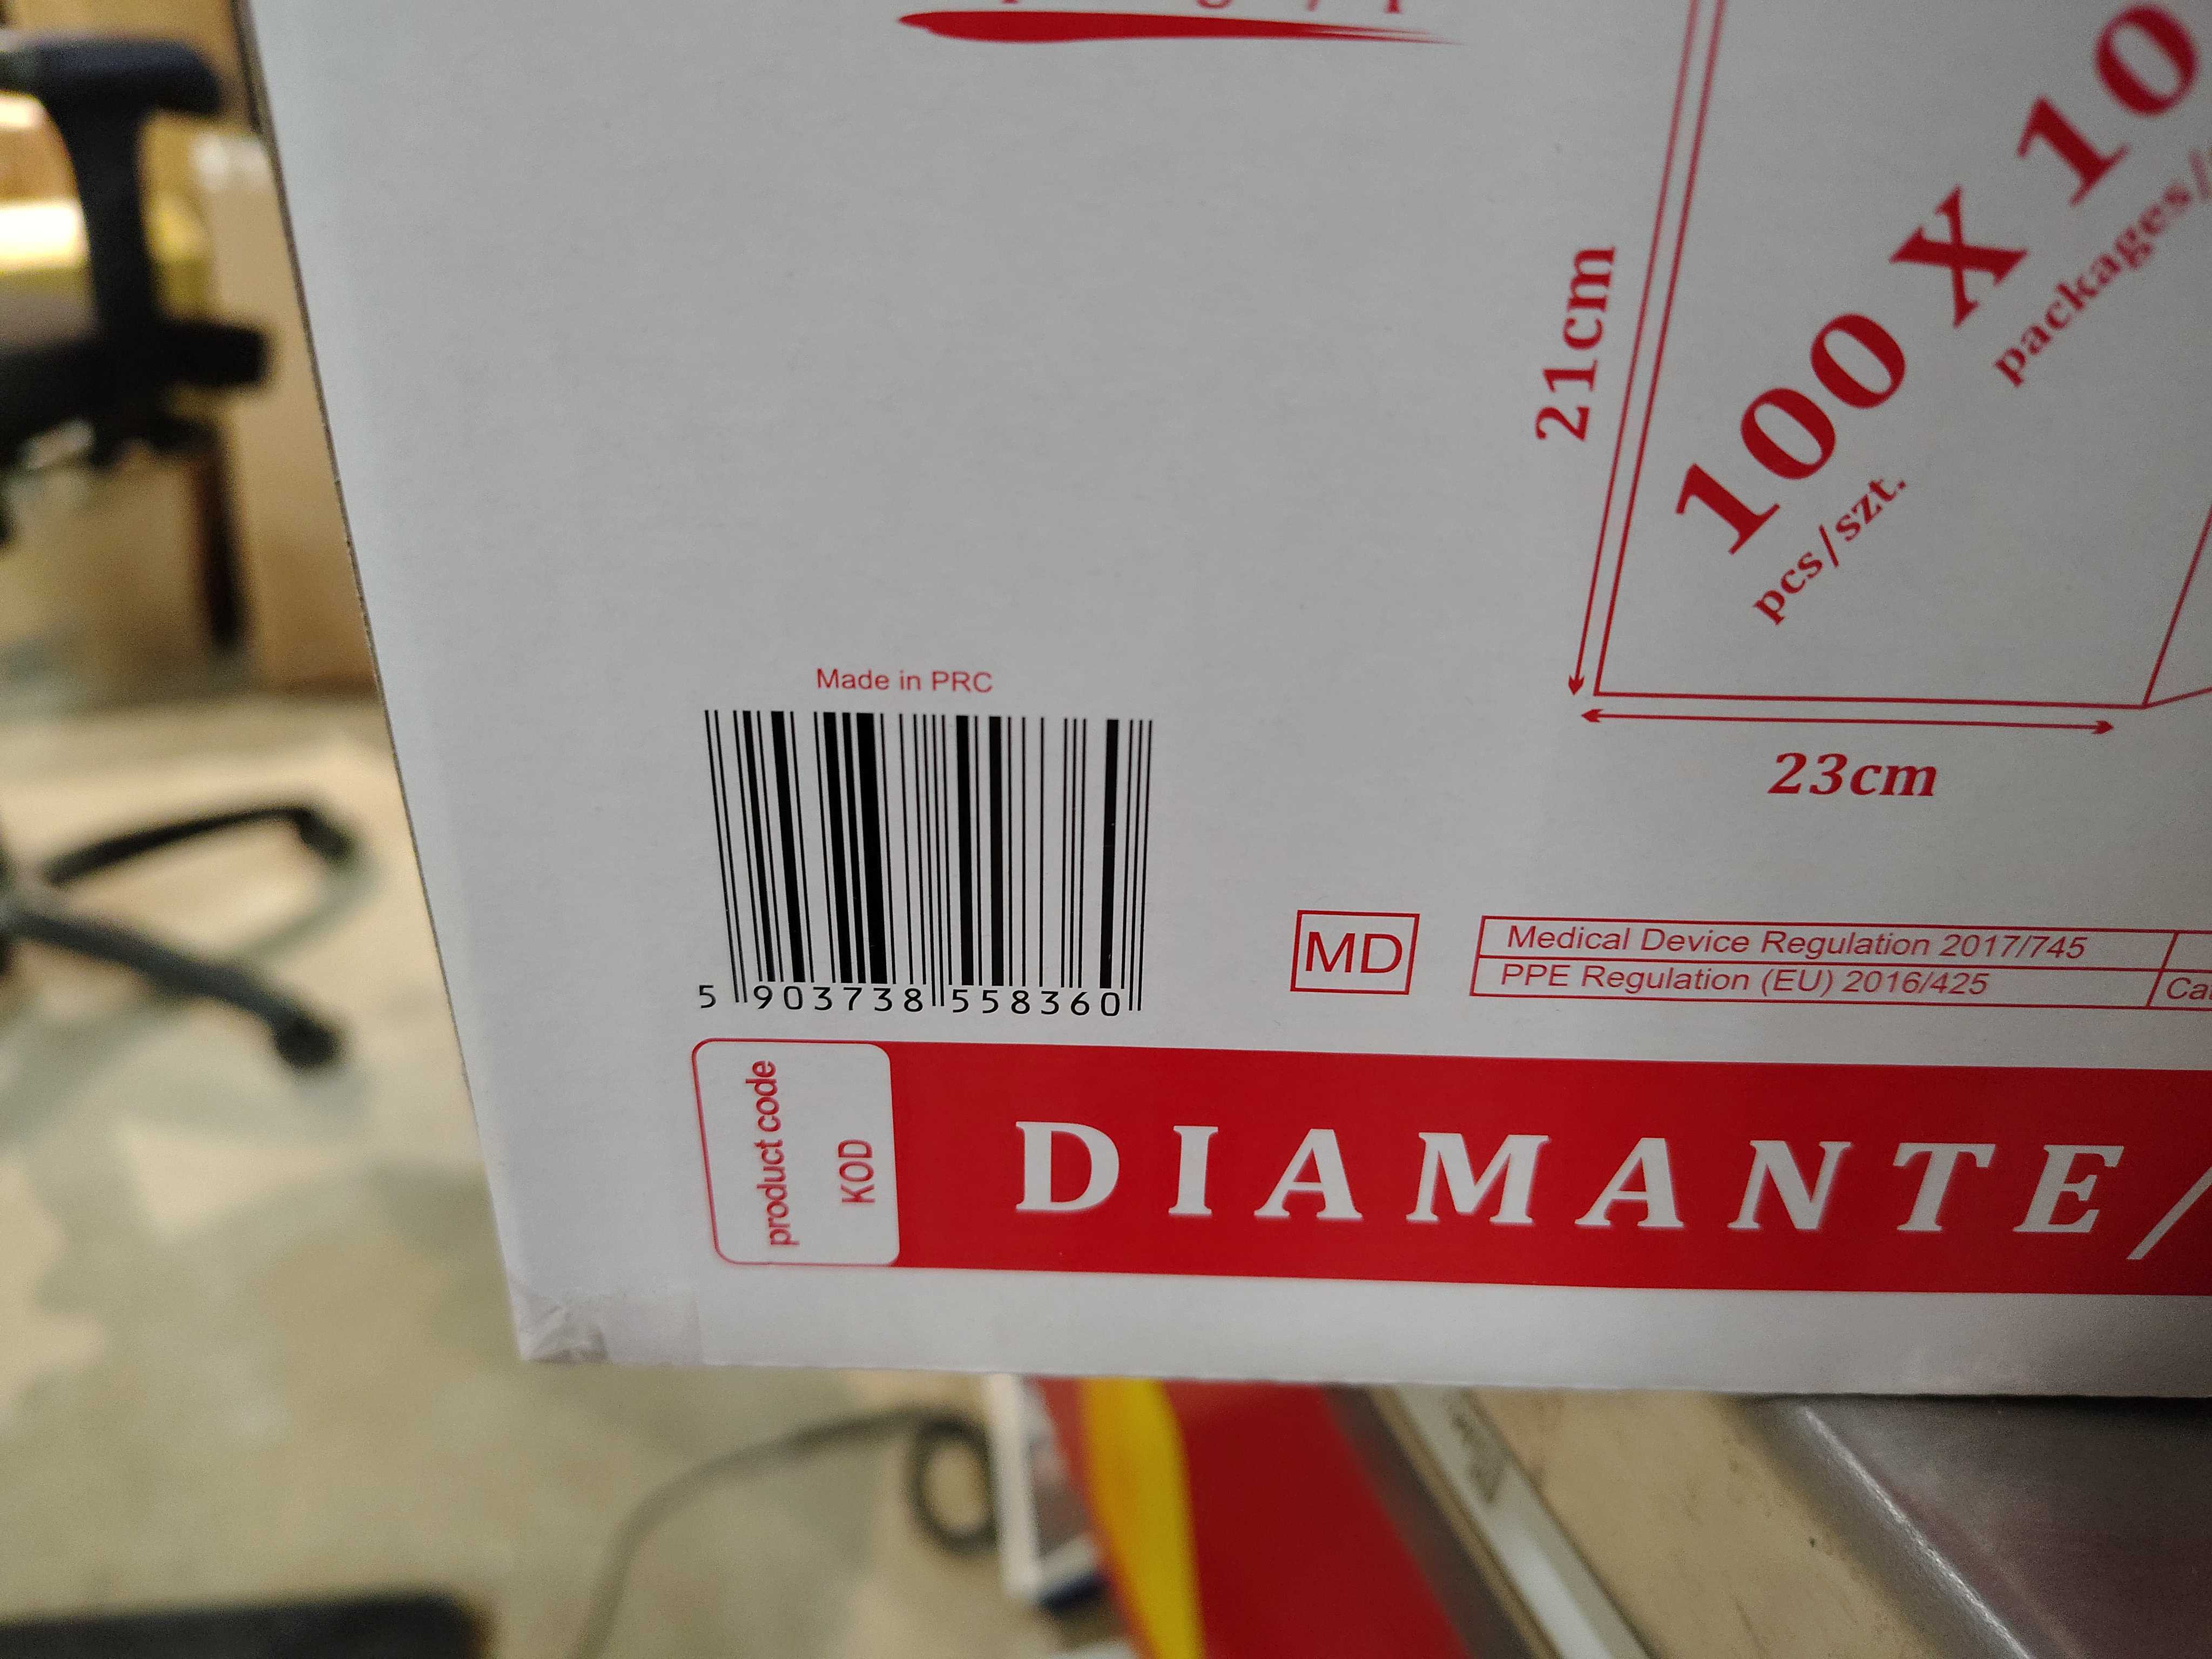 21cm
100 X 10
pcs/szt.
packages/
23cm
Made in PRC
5 903738 558360
MD
Medical Device Regulation 2017/745
PPE Regulation (EU) 2016/425
Cat
product code
KOD
DIAMANTE/